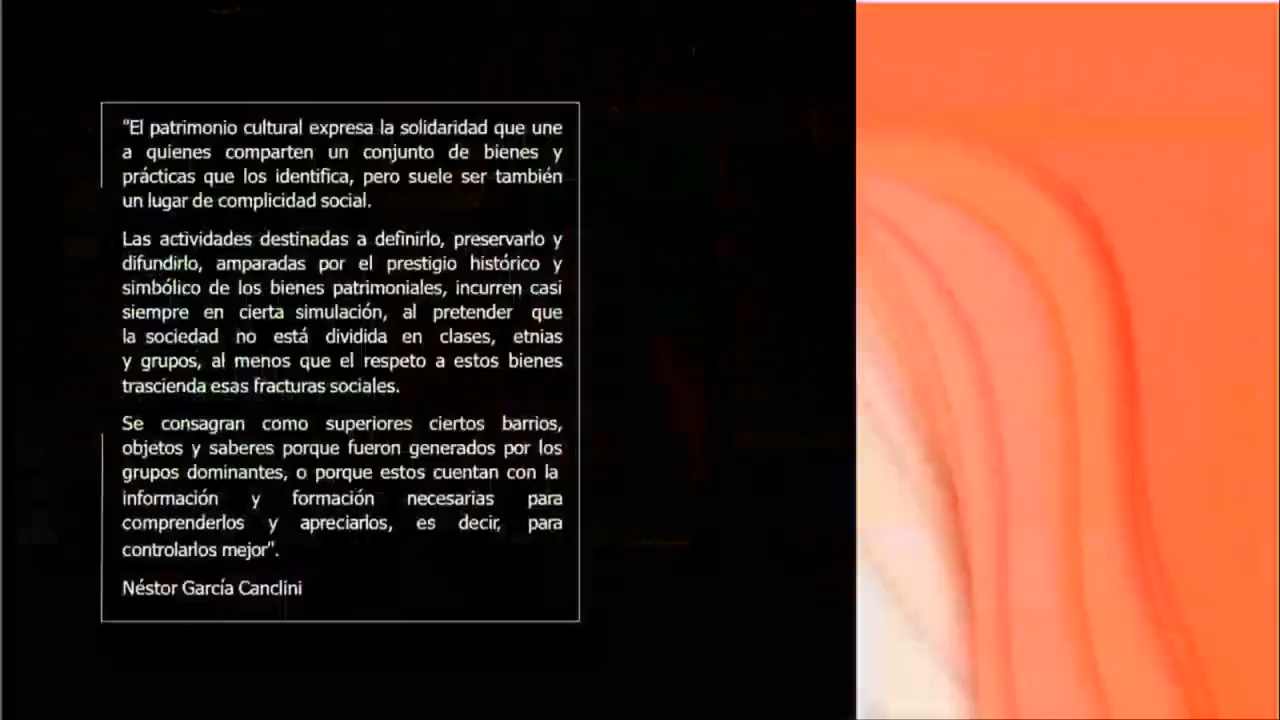 "El patrimonio cultural expresa la solidaridad que une
a quienes comparten un conjunto de bienes y
prácticas que los identifica, pero suele ser también
un lugar de complicidad social.
Las actividades destinadas a definirlo, preservarlo y
difundirlo, amparadas por el prestigio histórico y
simbólico de los bienes patrimoniales, incurren casi
siempre en cierta simulación, al pretender que
la sociedad no está dividida en clases, etnias
y grupos, al menos que el respeto a estos bienes
trascienda esas fracturas sociales.
Se consagran como superiores ciertos barrios,
objetos y saberes porque fueron generados por los
grupos dominantes, o porque estos cuentan con la
información y formación necesarias para
comprenderlos y apreciarlos, es decir, para
controlarlos mejor".
Néstor García Canclini